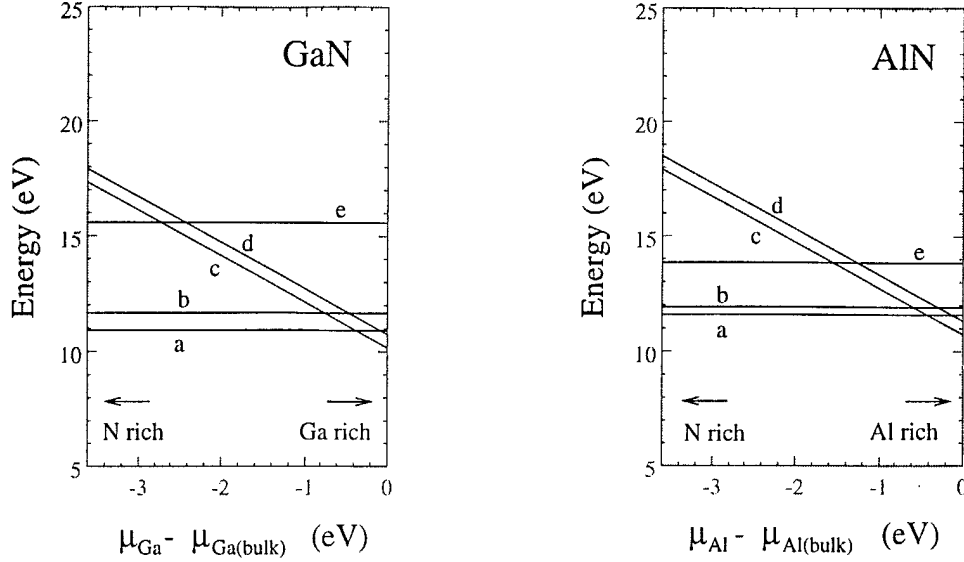 GaN
25
20
15
10
5
Energy (eV)
e
d
c
b
a
N rich
Ga rich
-3
-2
-1
0
μGa - μGa(bulk) (eV)
AlN
25
20
15
10
5
Energy (eV)
d
c
e
b
a
N rich
Al rich
-3
-2
-1
0
μAl - μAl(bulk) (eV)